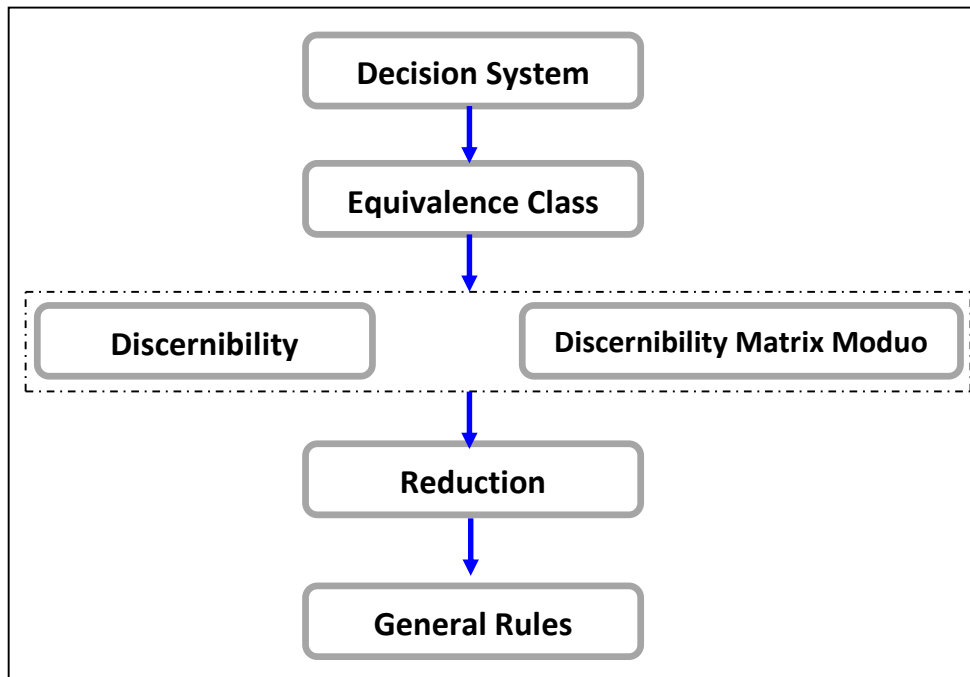 Decision System
Equivalence Class
Discernibility
Discernibility Matrix Moduo
Reduction
General Rules